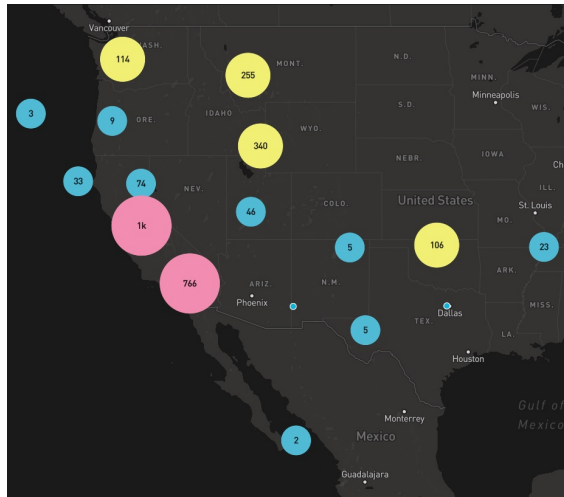 Vancouver
WASH.
114
255
MONT.
N.D.
MINN.
Minneapolis
3
9
ORE.
IDAHO
S.D.
WIS.
340
WYO.
NEBR.
IOWA
Ch
33
74
NEV.
46
COLO.
United States
ILL.
St. Louis
MO.
1k
5
106
23
766
ARIZ.
Phoenix
N.M.
ARK.
5
TEX.
Dallas
MISS.
LA.
Houston
Gulf of
Mexico
2
Monterrey
Mexico
Guadalajara